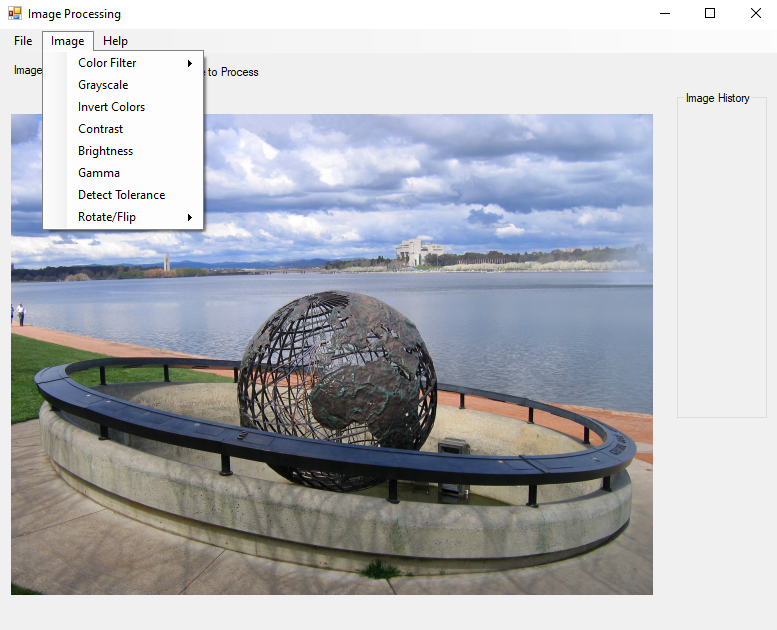 Image Processing
File Image Help
Image
to Process
Color Filter
Grayscale
Invert Colors
Contrast
Brightness
Gamma
Detect Tolerance
Rotate/Flip
Image History